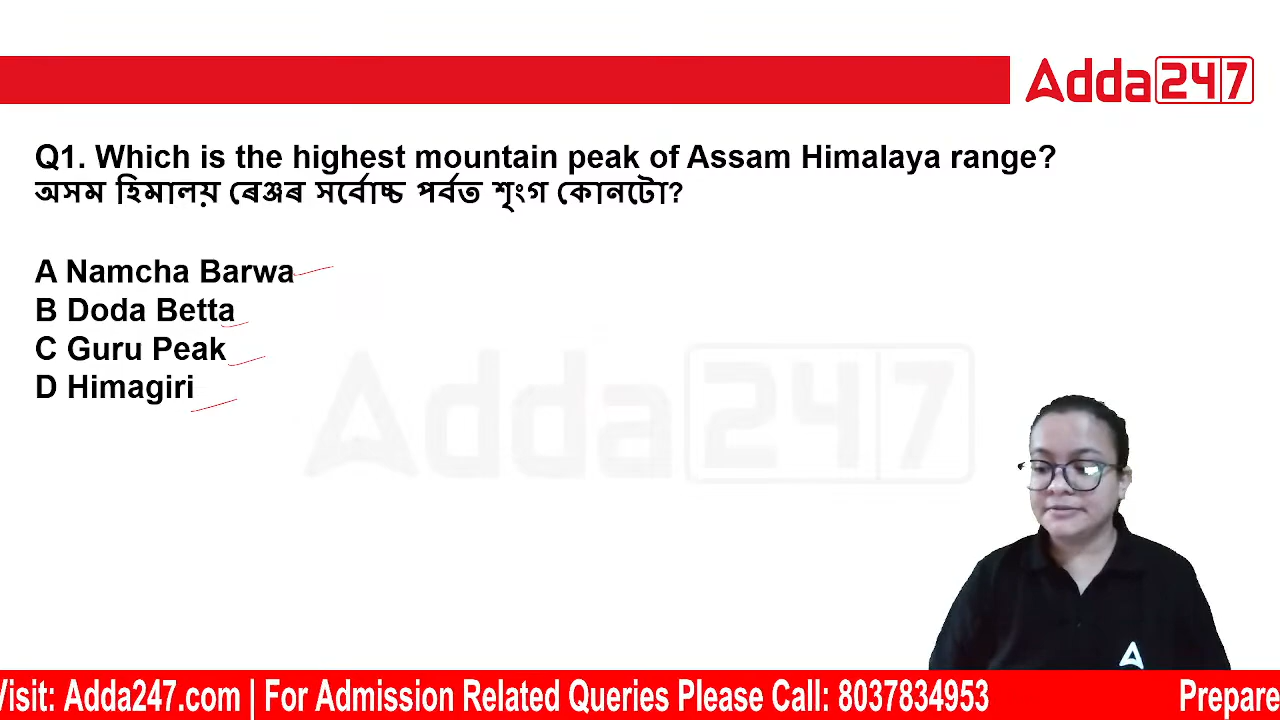 Adda247
Q1. Which is the highest mountain peak of Assam Himalaya range?
অসম হিমালয় ৰেঞ্জৰ সৰ্বোচ্চ পৰ্বত শৃংগ কোনটো?
A Namcha Barwa
B Doda Betta
C Guru Peak
D Himagiri
Adda247
Visit: Adda247.com | For Admission Related Queries Please Call: 8037834953 Prepare